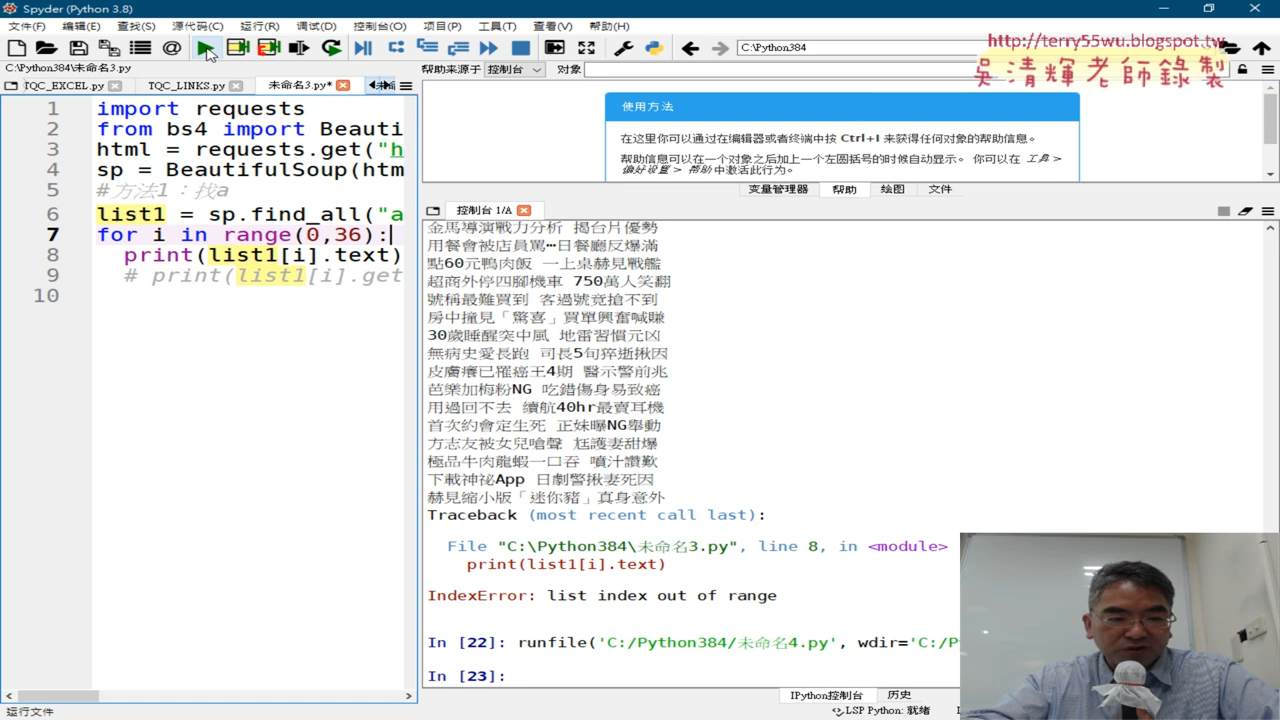 Spyder (Python 3.8)
文件(F) 编辑(E) 查找(S) 源代码(C) 运行(R) 调试(D) 控制台(O) 项目(P) 工具(T) 查看(V) 帮助(H)
C:\Python384
http://terry55wu.blogspot.tw
吳清輝老師錄製
C:\Python384\未命名3.py
帮助来源于 控制台 对象
TQC_EXCEL.py TQC_LINKS.py 未命名3.py*
1 import requests
2 from bs4 import Beauti
3 html = requests.get("h
4 sp = BeautifulSoup(htm
5 #方法1：找a
6 list1 = sp.find_all("a
7 for i in range(0,36):
8 print(list1[i].text)
9 # print(list1[i].get
10
使用方法
在这里你可以通过在编辑器或者终端中按 Ctrl+I 来获得任何对象的帮助信息。
帮助信息可以在一个对象之后加上一个左圆括号的时候自动显示。 你可以在 工具 >
偏好设置 > 帮助 中激活此行为。
变量管理器 帮助 绘图 文件
控制台 1/A
金馬導演戰力分析 揭台片優勢
用餐會被店員罵…日餐廳反爆滿
點60元鴨肉飯 一上桌赫見戰艦
超商外停四腳機車 750萬人笑翻
號稱最難買到 客過號竟搶不到
房中撞見「驚喜」買單興奮喊賺
30歲睡醒突中風 地雷習慣元凶
無病史愛長跑 司長5旬猝逝揪因
皮膚癢已罹癌王4期 醫示警前兆
芭樂加梅粉NG 吃錯傷身易致癌
用過回不去 續航40hr最賣耳機
首次約會定生死 正妹曝NG舉動
方志友被女兒嗆聲 尪護妻甜爆
極品牛肉龍蝦一口吞 噴汁讚歎
下載神祕App 日劇警揪妻死因
赫見縮小版「迷你豬」真身意外
Traceback (most recent call last):
File "C:\Python384\未命名3.py", line 8, in <module>
print(list1[i].text)
IndexError: list index out of range
In [22]: runfile('C:/Python384/未命名4.py', wdir='C:/P
In [23]:
IPython控制台 历史
运行文件
LSP Python: 就绪